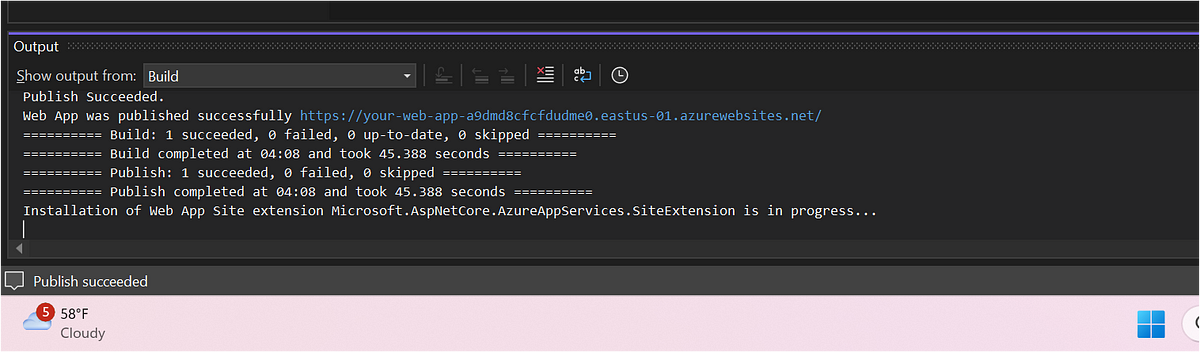 Output
Show output from: Build
Publish Succeeded.
Web App was published successfully https://your-web-app-a9dmd8cfcfdudme0.eastus-01.azurewebsites.net/
========== Build: 1 succeeded, 0 failed, 0 up-to-date, 0 skipped ==========
========== Build completed at 04:08 and took 45.388 seconds ==========
========== Publish: 1 succeeded, 0 failed, 0 skipped ==========
========== Publish completed at 04:08 and took 45.388 seconds ==========
Installation of Web App Site extension Microsoft.AspNetCore.AzureAppServices.SiteExtension is in progress...
Publish succeeded
5
58°F
Cloudy